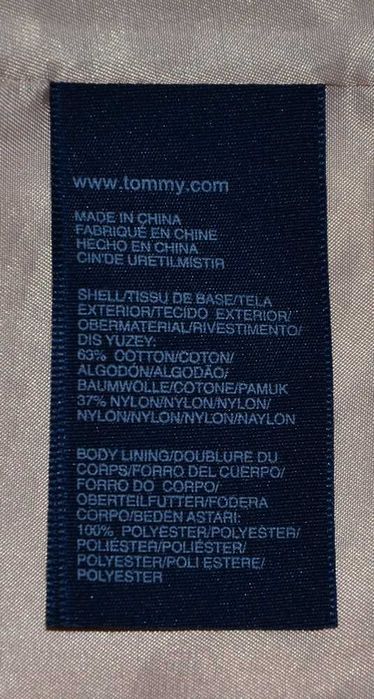 www.tommy.com
MADE IN CHINA
FABRIQUÉ EN CHINE
HECHO EN CHINA
CIN'DE URETILMISTIR
SHELL/TISSU DE BASE/TELA
EXTERIOR/TECIDO EXTERIOR/
OBERMATERIAL/RIVESTIMENTO/
DIS YUZEY:
63% COTTON/COTON/
ALGODÓN/ALGODÃO/
BAUMWOLLE/COTONE/PAMUK
37% NYLON/NYLON/NYLON/
NYLON/NYLON/NYLON/NAYLON
BODY LINING/DOUBLURE DU
CORPS/FORRO DEL CUERPO/
FORRO DO CORPO/
OBERTEILFUTTER/FODERA
CORPO/BEDEN ASTARI:
100% POLYESTER/POLYESTER/
POLIÉSTER/POLIÉSTER/
POLYESTER/POLI ESTERE/
POLYESTER